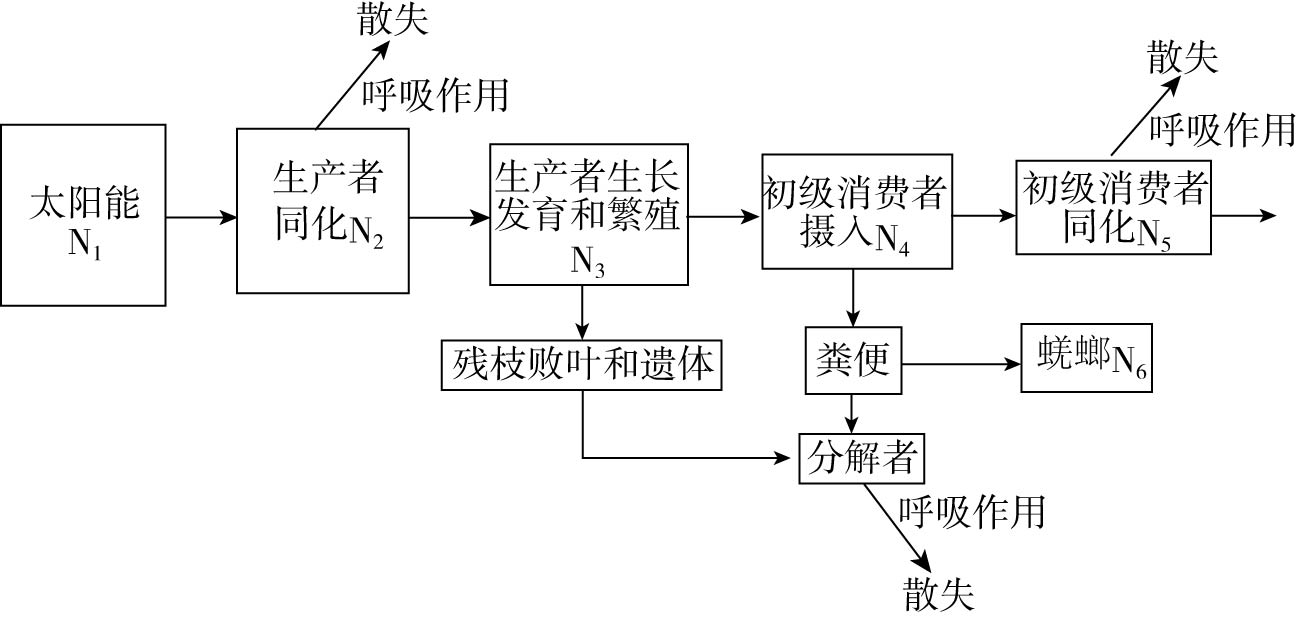 散失
呼吸作用
散失
呼吸作用
太阳能
N₁
生产者
同化N₂
生产者生长
发育和繁殖
N₃
初级消费者
摄入N₄
初级消费者
同化N₅
残枝败叶和遗体
粪便
蜣螂N₆
分解者
呼吸作用
散失